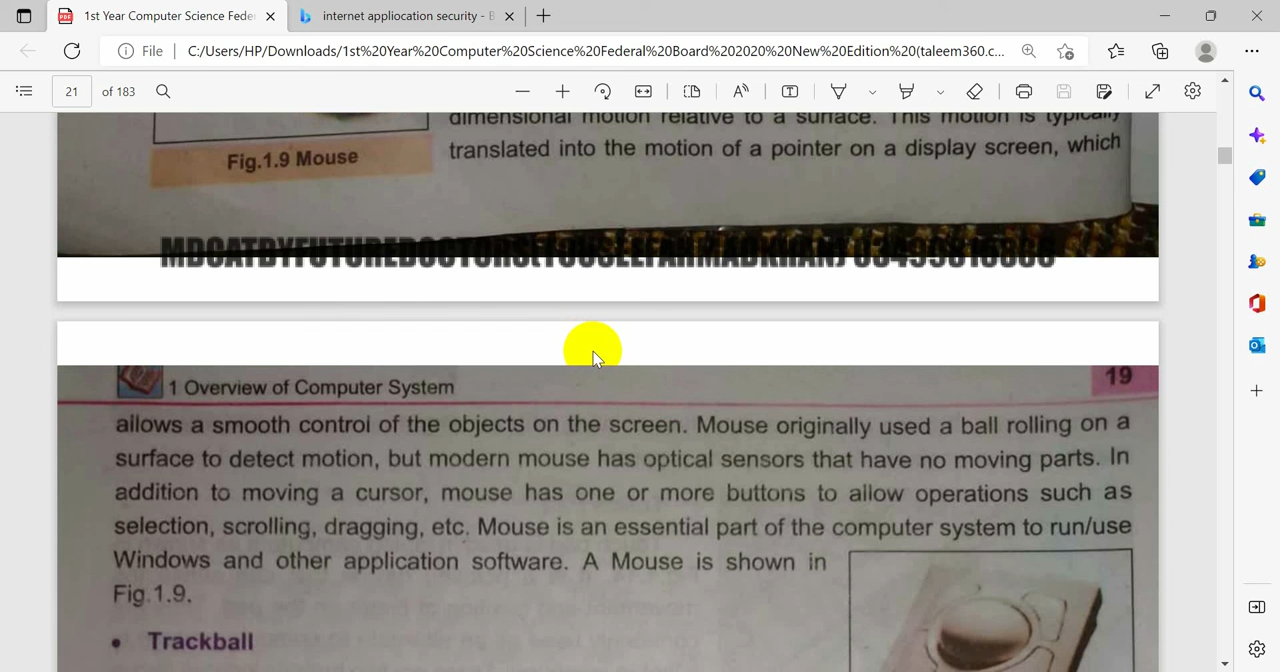 1st Year Computer Science Feder
internet appliocation security - B
File
C:/Users/HP/Downloads/1st%20Year%20Computer%20Science%20Federal%20Board%202020%20New%20Edition%20(taleem360.c...
21 of 183
dimensional motion relative to a surface. This motion is typically
translated into the motion of a pointer on a display screen, which
Fig.1.9 Mouse
1 Overview of Computer System
19
allows a smooth control of the objects on the screen. Mouse originally used a ball rolling on a
surface to detect motion, but modern mouse has optical sensors that have no moving parts. In
addition to moving a cursor, mouse has one or more buttons to allow operations such as
selection, scrolling, dragging, etc. Mouse is an essential part of the computer system to run/use
Windows and other application software. A Mouse is shown in
Fig.1.9.
• Trackball